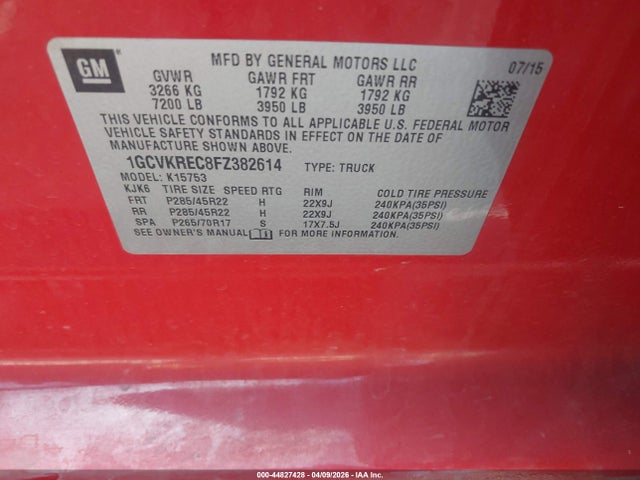 GM
MFD BY GENERAL MOTORS LLC
07/15
GVWR GAWR FRT GAWR RR
3266 KG 1792 KG 1792 KG
7200 LB 3950 LB 3950 LB
THIS VEHICLE CONFORMS TO ALL APPLICABLE U.S. FEDERAL MOTOR
VEHICLE SAFETY STANDARDS IN EFFECT ON THE DATE OF
MANUFACTURE SHOWN ABOVE.
1GCVKREC8FZ382614 TYPE: TRUCK
MODEL: K15753
KJK6 TIRE SIZE SPEED RTG RIM COLD TIRE PRESSURE
FRT P285/45R22 H 22X9J 240KPA(35PSI)
RR P285/45R22 H 22X9J 240KPA(35PSI)
SPA P265/70R17 S 17X7.5J 240KPA(35PSI)
SEE OWNER'S MANUAL FOR MORE INFORMATION.
000-44827428 - 04/09/2026 - IAA Inc.